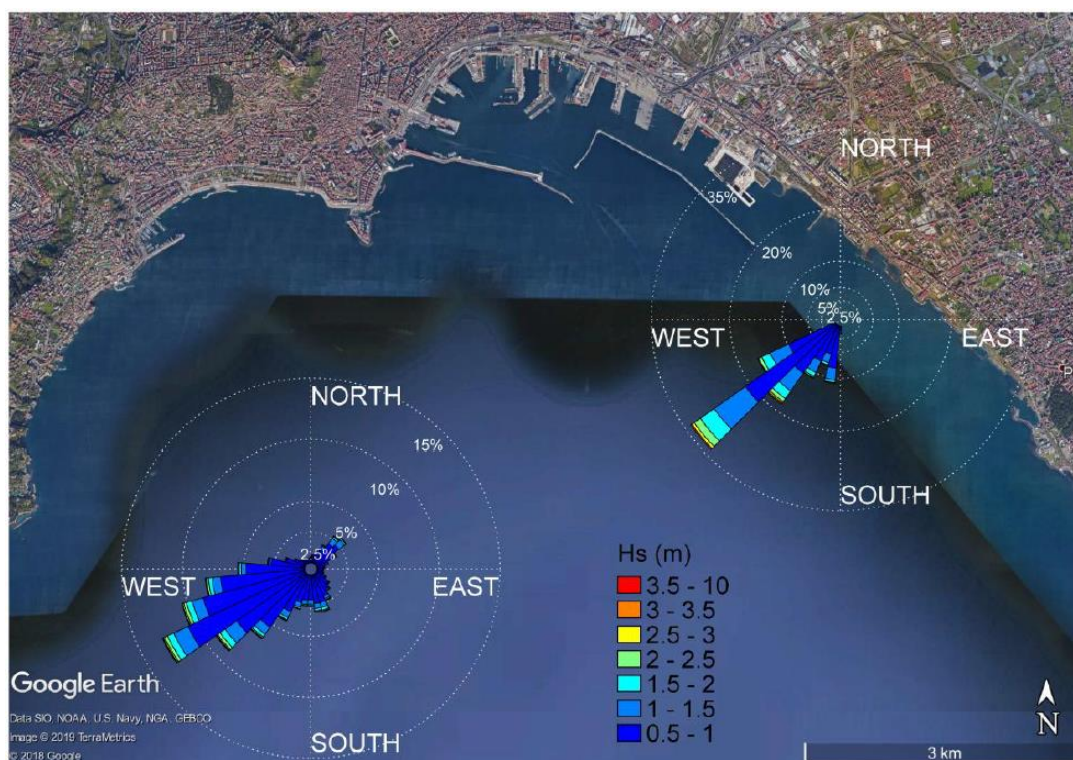 NORTH
35%
20%
10%
5%
2.5%
WEST
EAST
SOUTH
NORTH
15%
10%
5%
2.5%
WEST
EAST
SOUTH
Hs (m)
3.5 - 10
3 - 3.5
2.5 - 3
2 - 2.5
1.5 - 2
1 - 1.5
0.5 - 1
Google Earth
Data SIO, NOAA, U.S. Navy, NGA, GEBCO
Image © 2019 TerraMetrics
© 2018 Google
P
N
3 km